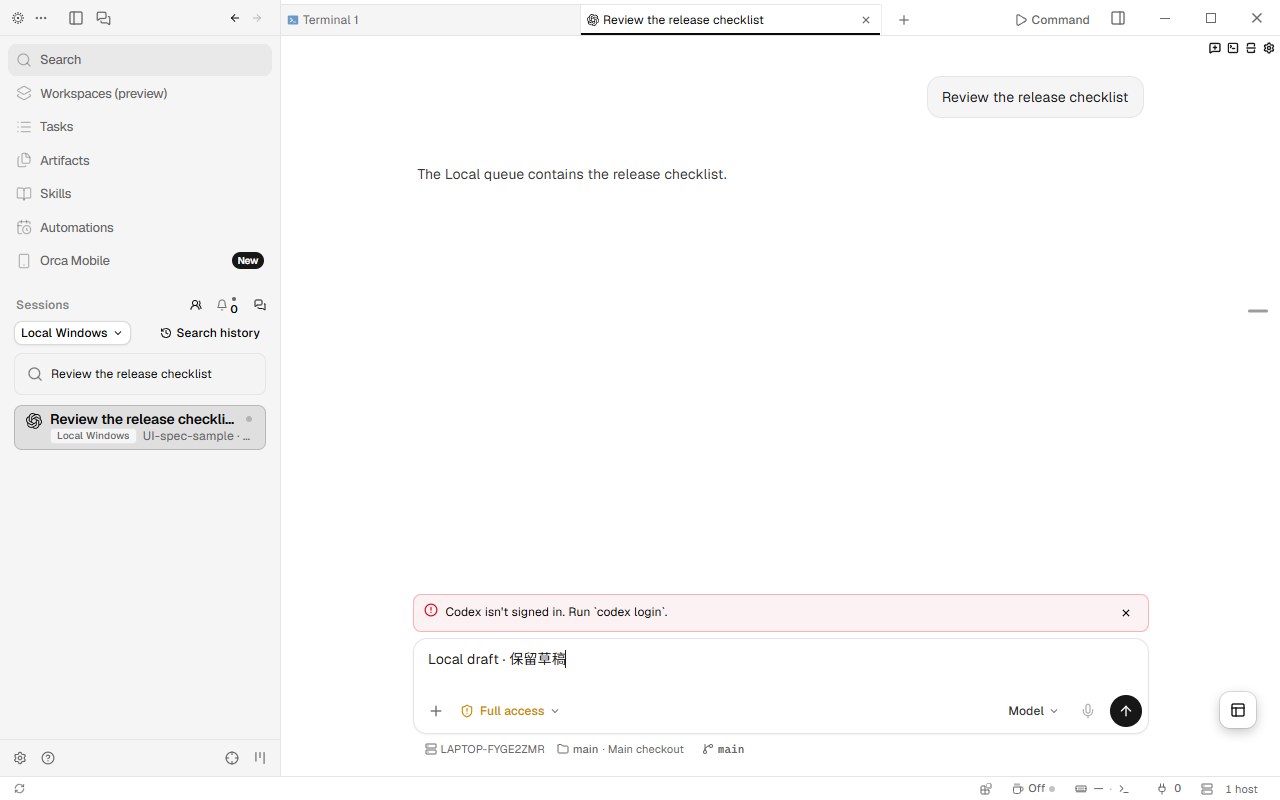 Terminal 1
Review the release checklist
Command
Search
Workspaces (preview)
Tasks
Artifacts
Skills
Automations
Orca Mobile
New
Sessions
0
Local Windows
Search history
Review the release checklist
Review the release checkli...
Local Windows
UI-spec-sample · ...
Review the release checklist
The Local queue contains the release checklist.
Codex isn't signed in. Run `codex login`.
Local draft · 保留草稿
Full access
Model
LAPTOP-FYGE2ZMR
main · Main checkout
main
Off
— ·
0
1 host